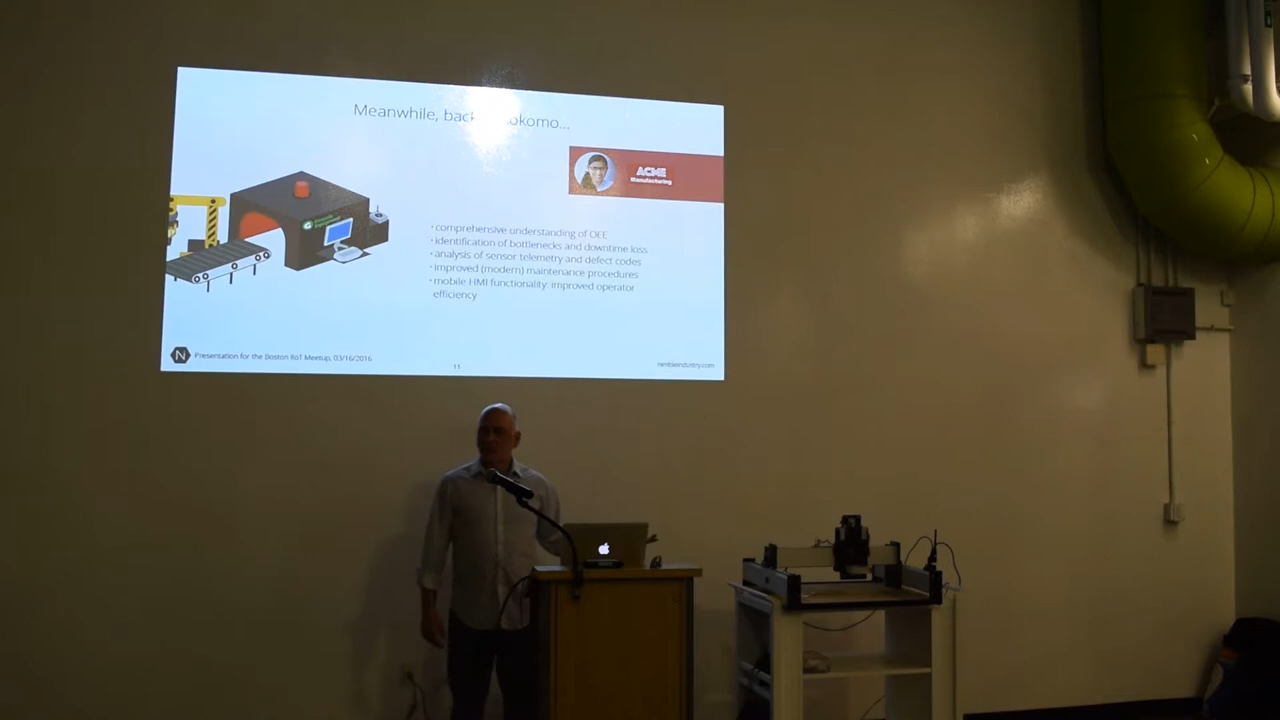 Meanwhile, back
ACME
Manufacturing
• comprehensive understanding of OEE
• identification of bottlenecks and downtime loss
• analysis of sensor telemetry and defect codes
• improved (modern) maintenance procedures
• mobile HMI functionality: improved operator
efficiency
G
N
Presentation for the Boston IIoT Meetup, 03/16/2016
11
nimbleindustry.com